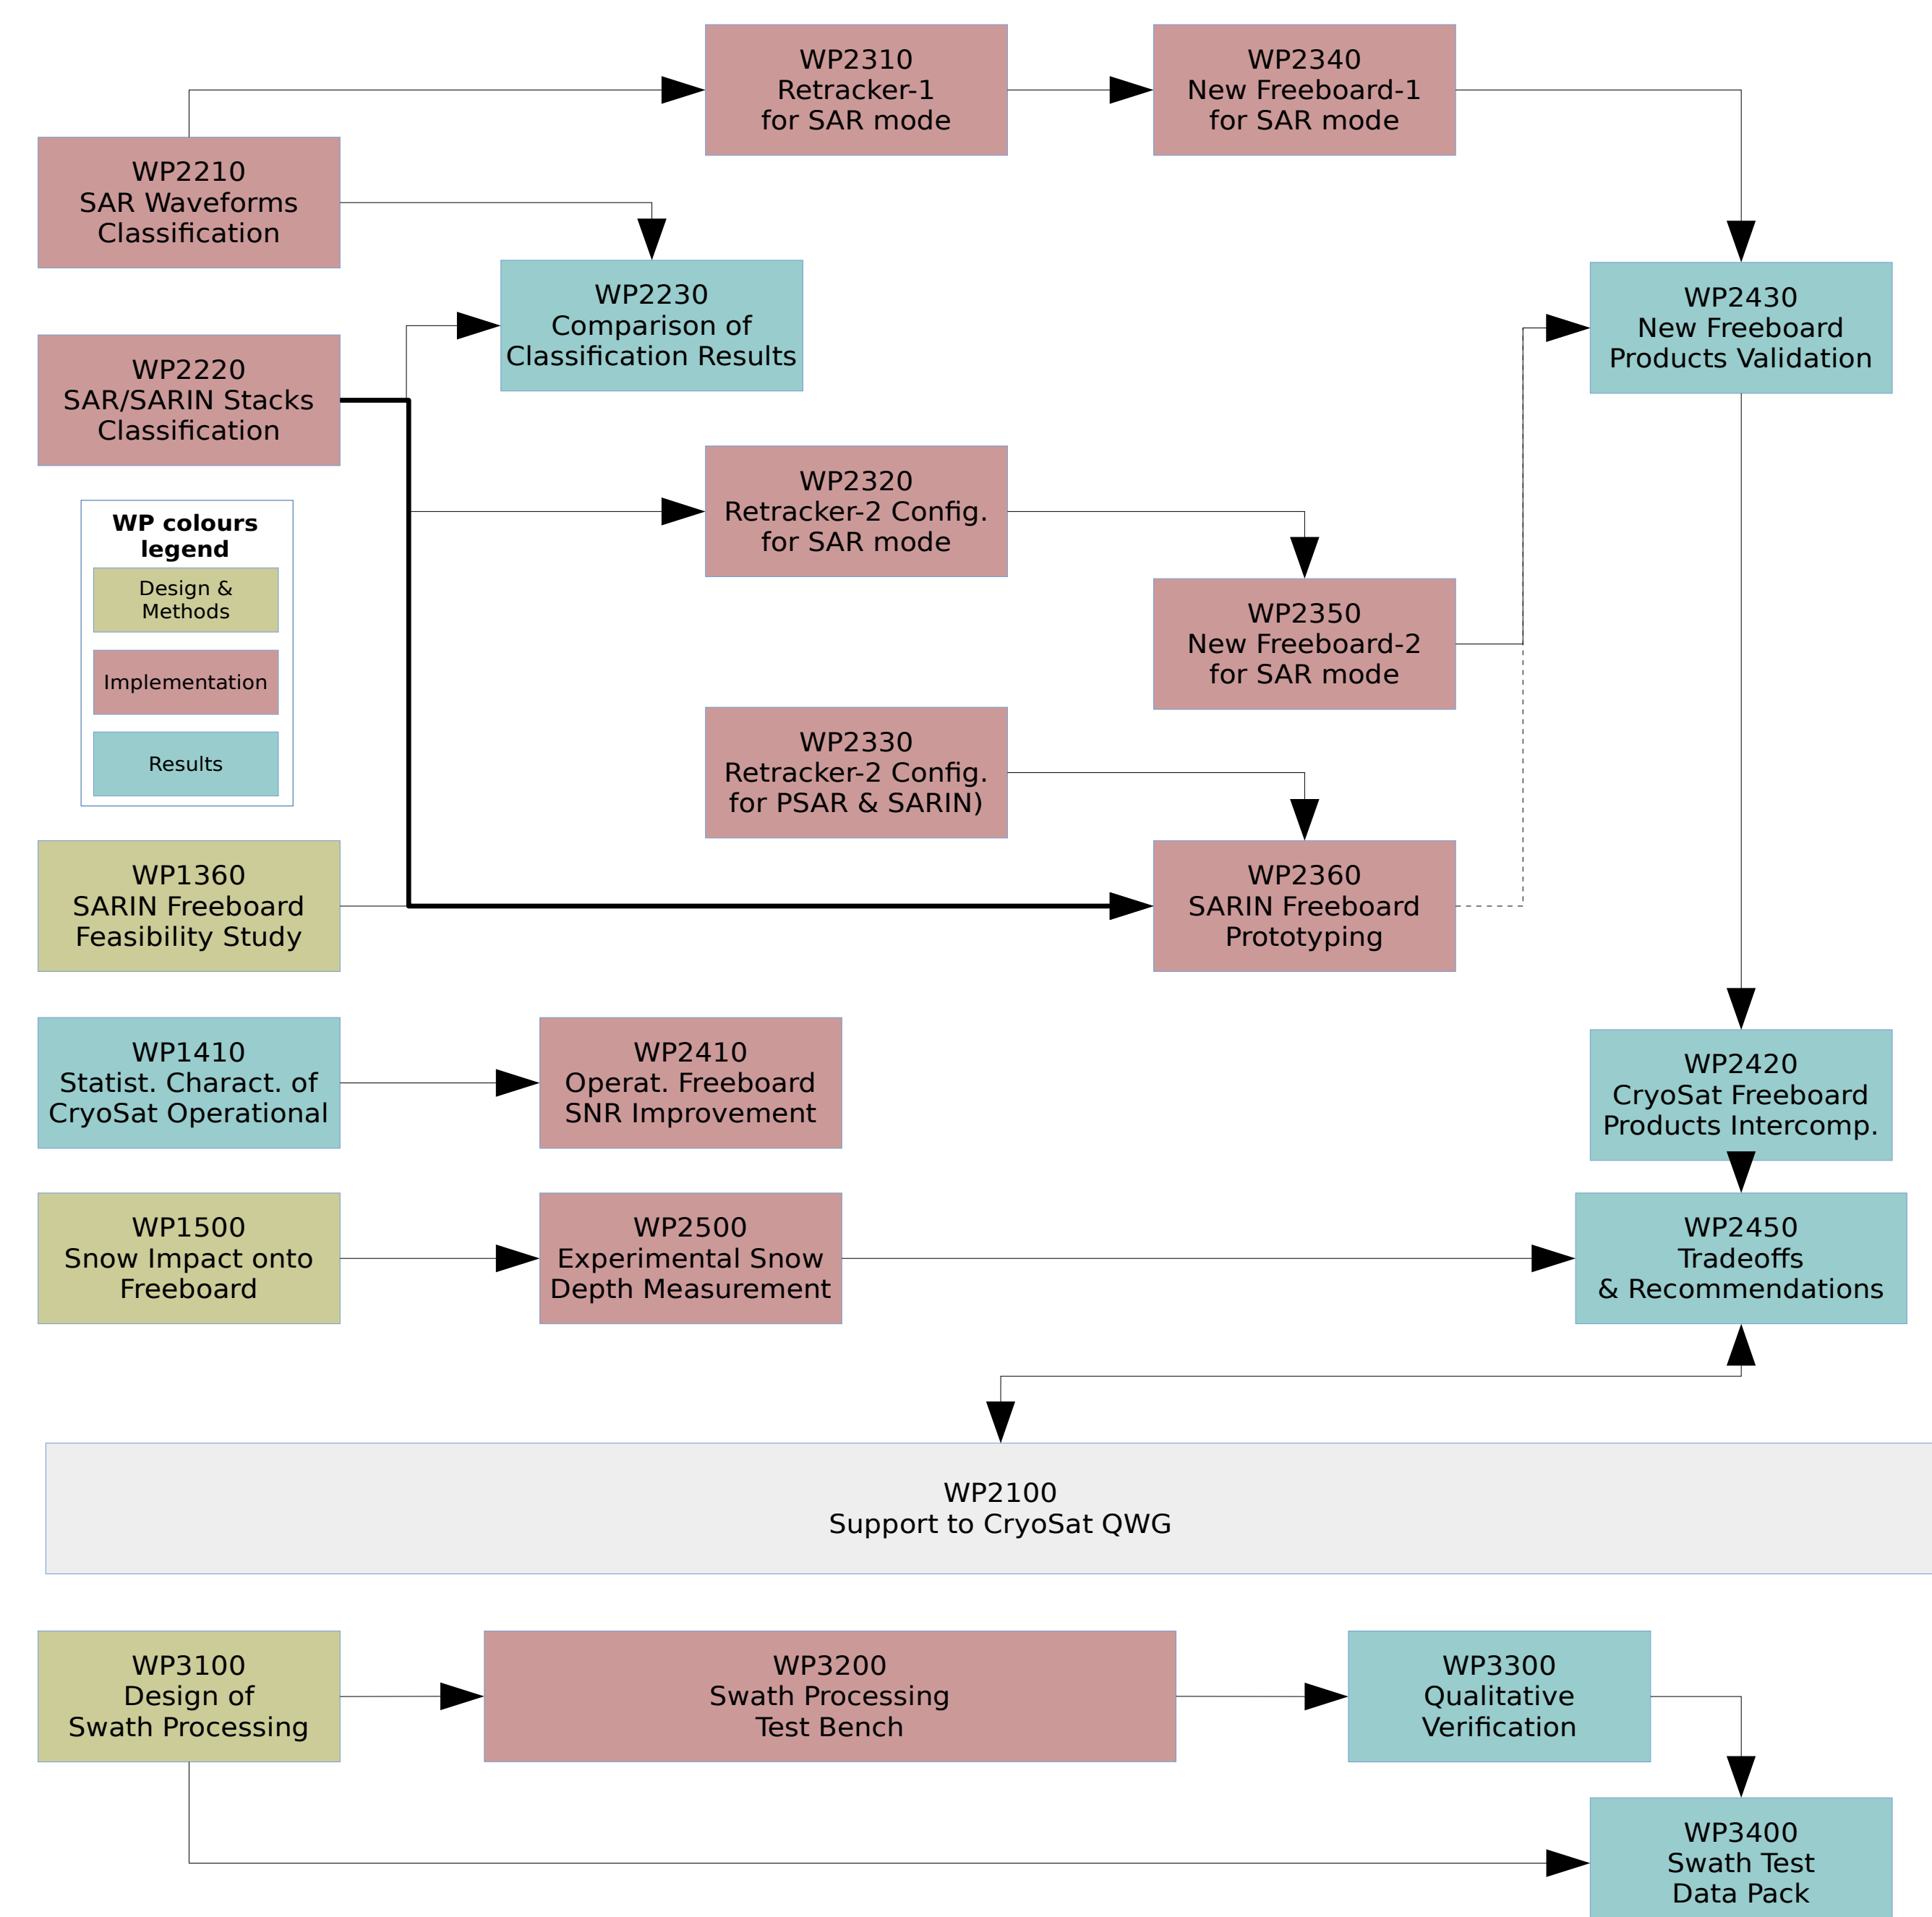 WP2310
Retracker-1
for SAR mode
WP2340
New Freeboard-1
for SAR mode
WP2210
SAR Waveforms
Classification
WP2230
Comparison of
Classification Results
WP2430
New Freeboard
Products Validation
WP2220
SAR/SARIN Stacks
Classification
WP2320
Retracker-2 Config.
for SAR mode
WP colours
legend
Design &
Methods
Implementation
Results
WP2350
New Freeboard-2
for SAR mode
WP2330
Retracker-2 Config.
for PSAR & SARIN)
WP1360
SARIN Freeboard
Feasibility Study
WP2360
SARIN Freeboard
Prototyping
WP1410
Statist. Charact. of
CryoSat Operational
WP2410
Operat. Freeboard
SNR Improvement
WP2420
CryoSat Freeboard
Products Intercomp.
WP1500
Snow Impact onto
Freeboard
WP2500
Experimental Snow
Depth Measurement
WP2450
Tradeoffs
& Recommendations
WP2100
Support to CryoSat QWG
WP3100
Design of
Swath Processing
WP3200
Swath Processing
Test Bench
WP3300
Qualitative
Verification
WP3400
Swath Test
Data Pack